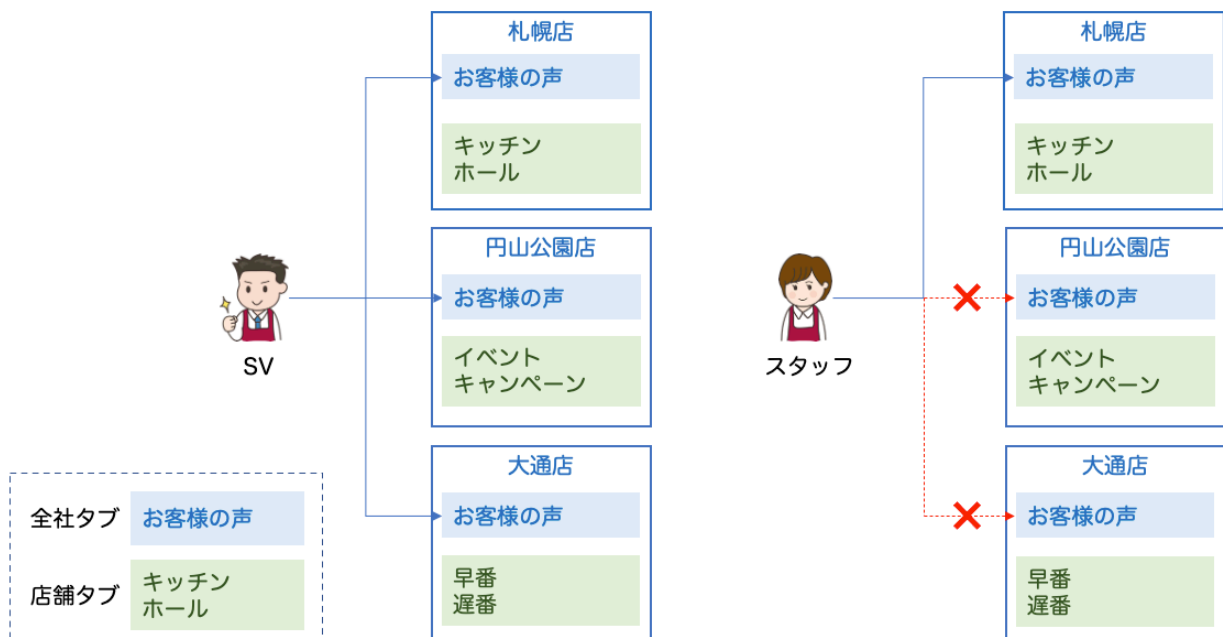 札幌店
お客様の声
キッチン
ホール
円山公園店
お客様の声
イベント
キャンペーン
大通店
お客様の声
早番
遅番
SV
全社タブ
お客様の声
店舗タブ
キッチン
ホール
札幌店
お客様の声
キッチン
ホール
円山公園店
お客様の声
イベント
キャンペーン
大通店
お客様の声
早番
遅番
スタッフ